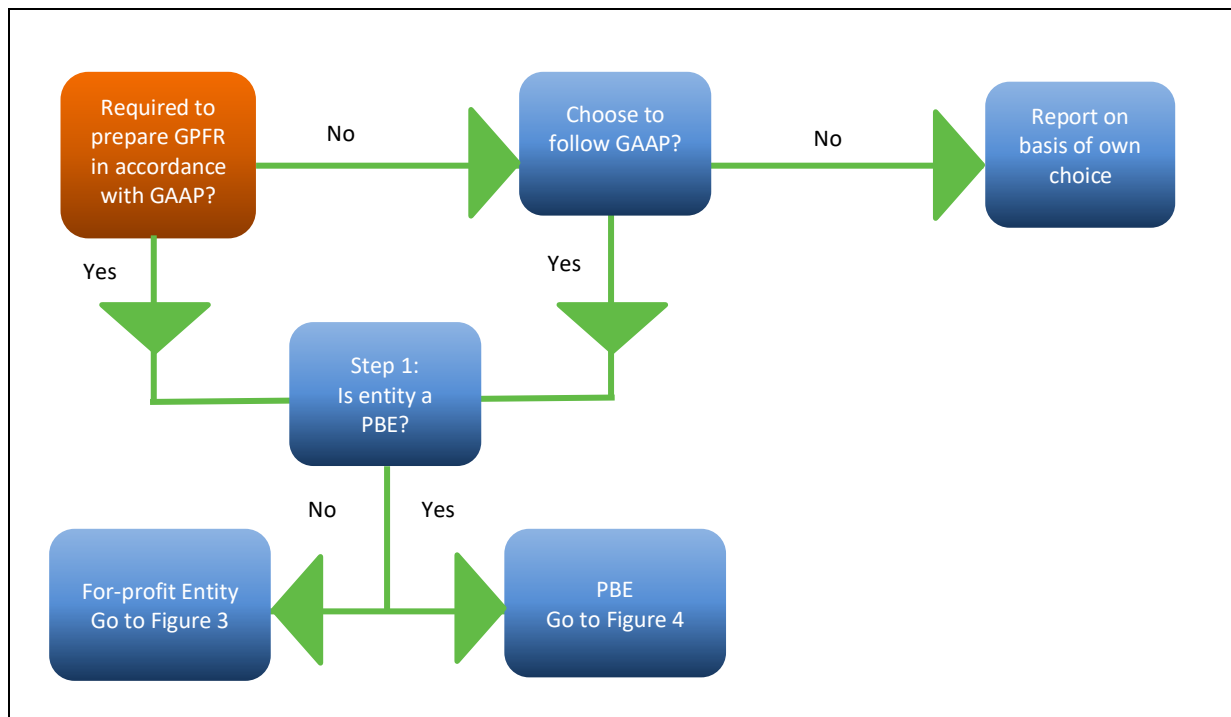 Required to
prepare GPFR
in accordance
with GAAP?
No
Choose to
follow GAAP?
No
Report on
basis of own
choice
Yes
Yes
Step 1:
Is entity a
PBE?
No
Yes
For-profit Entity
Go to Figure 3
PBE
Go to Figure 4